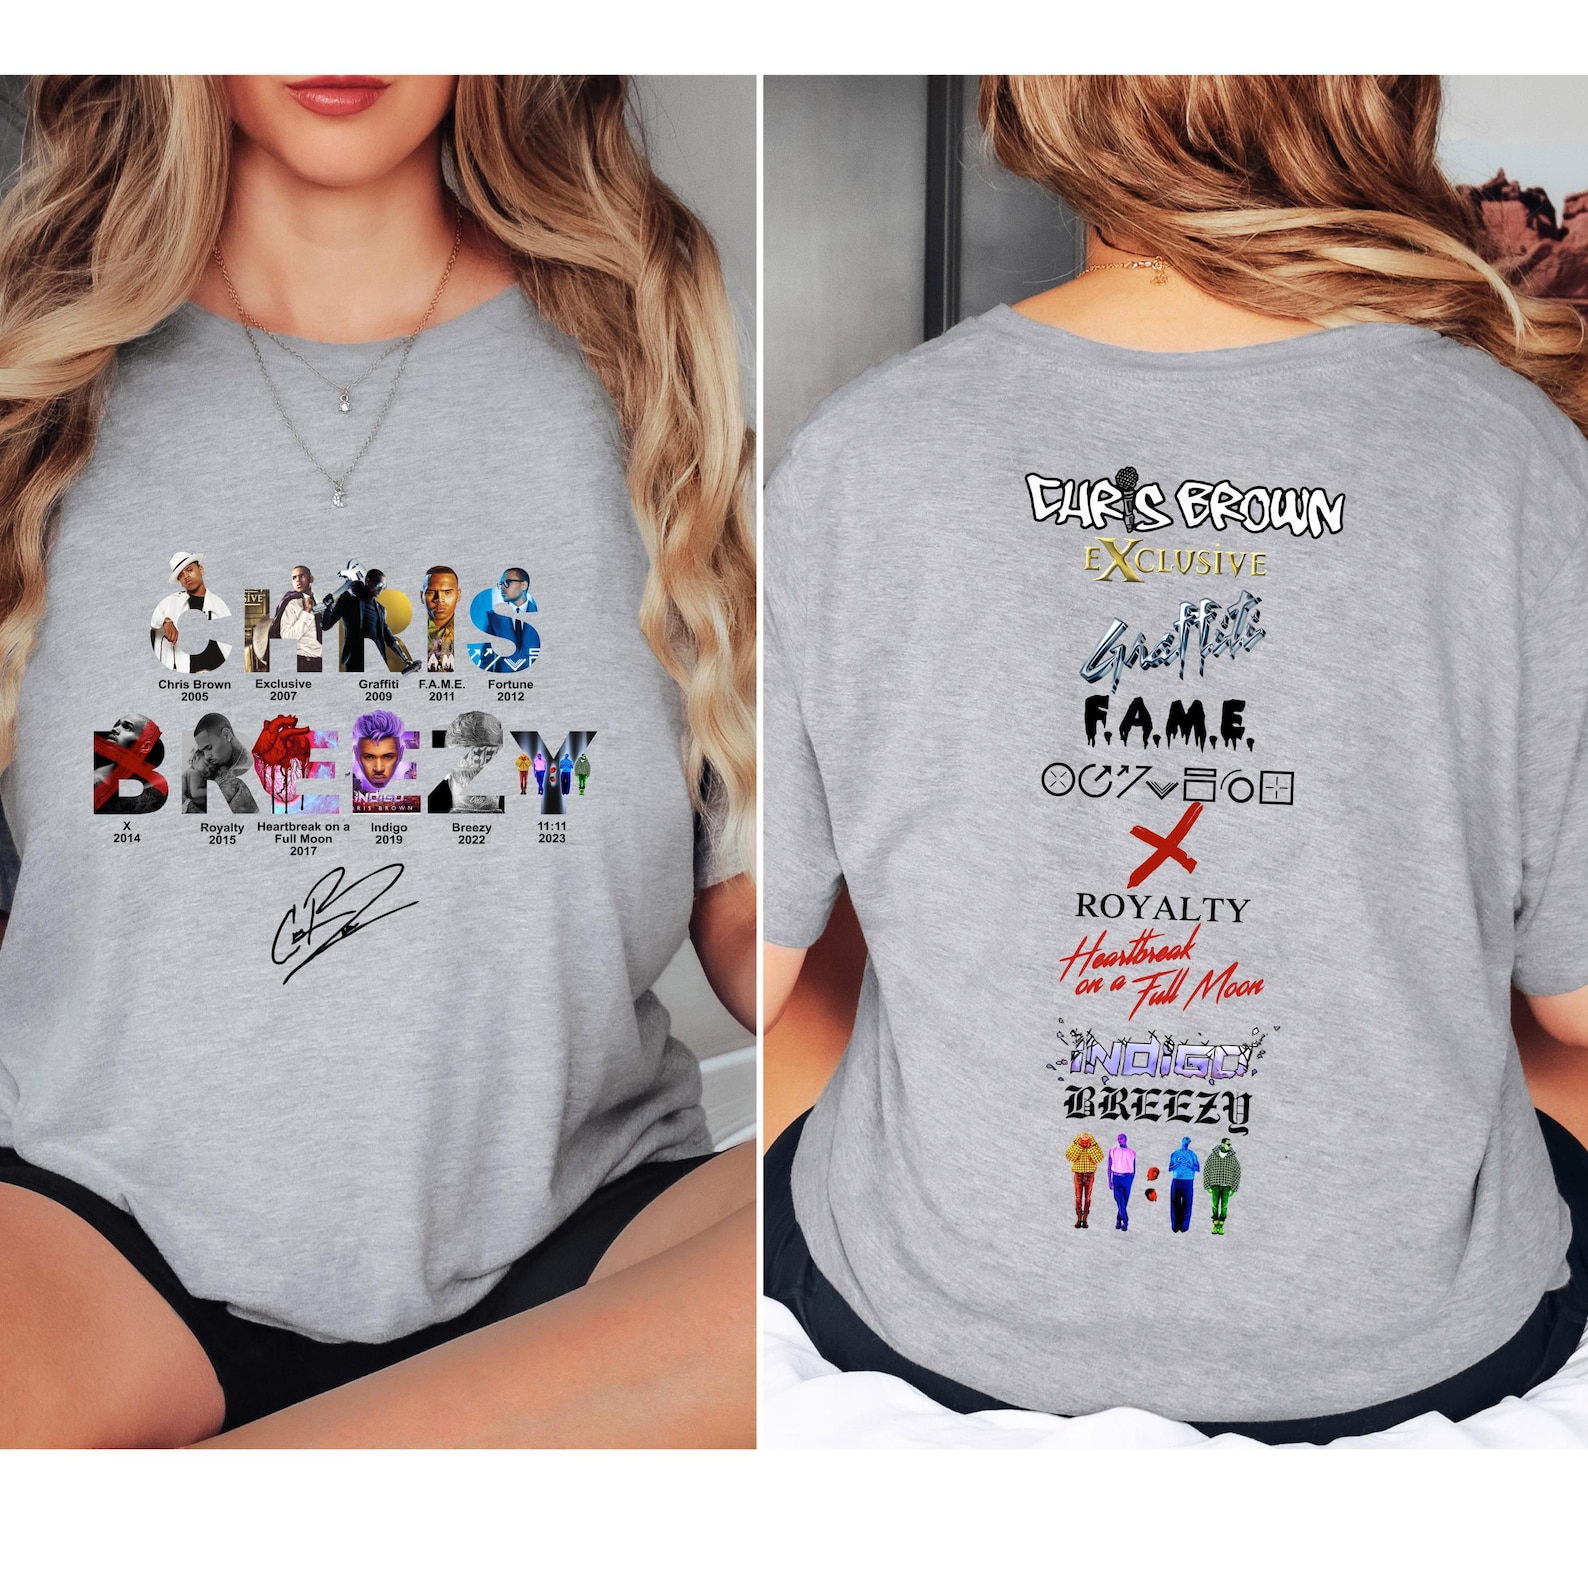 CHRIS
Chris Brown 2005
Exclusive 2007
Graffiti 2009
F.A.M.E. 2011
Fortune 2012
BREEZY
X 2014
Royalty 2015
Heartbreak on a Full Moon 2017
Indigo 2019
Breezy 2022
11:11 2023
INDIGO
CHRIS BROWN
EXCLUSIVE
Graffiti
F.A.M.E.
X
ROYALTY
Heartbreak
on a Full Moon
INDIGO
BREEZY